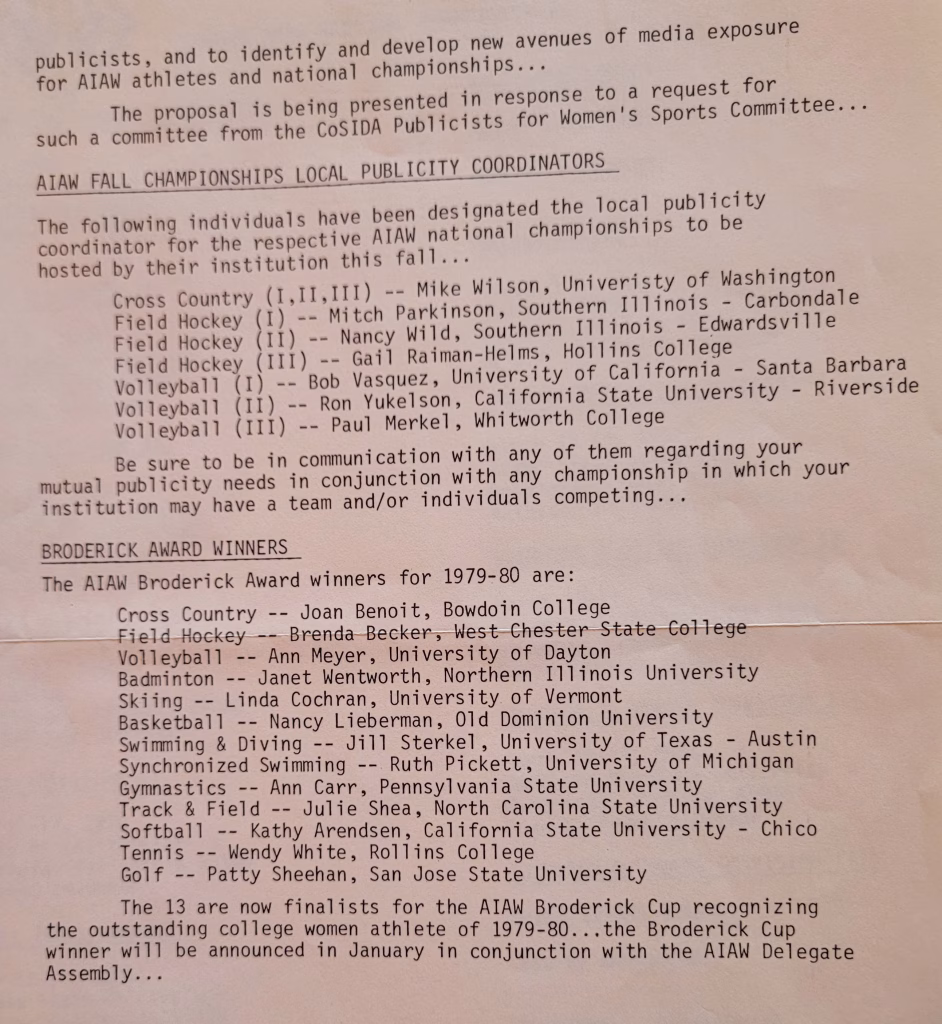 publicists, and to identify and develop new avenues of media exposure
for AIAW athletes and national championships...
The proposal is being presented in response to a request for
such a committee from the CoSIDA Publicists for Women's Sports Committee...
AIAW FALL CHAMPIONSHIPS LOCAL PUBLICITY COORDINATORS
The following individuals have been designated the local publicity
coordinator for the respective AIAW national championships to be
hosted by their institution this fall...
Cross Country (I,II,III) -- Mike Wilson, Univeristy of Washington
Field Hockey (I) -- Mitch Parkinson, Southern Illinois - Carbondale
Field Hockey (II) -- Nancy Wild, Southern Illinois - Edwardsville
Field Hockey (III) -- Gail Raiman-Helms, Hollins College
Volleyball (I) -- Bob Vasquez, University of California - Santa Barbara
Volleyball (II) -- Ron Yukelson, California State University - Riverside
Volleyball (III) -- Paul Merkel, Whitworth College
Be sure to be in communication with any of them regarding your
mutual publicity needs in conjunction with any championship in which your
institution may have a team and/or individuals competing...
BRODERICK AWARD WINNERS
The AIAW Broderick Award winners for 1979-80 are:
Cross Country -- Joan Benoit, Bowdoin College
Field Hockey -- Brenda Becker, West Chester State College
Volleyball -- Ann Meyer, University of Dayton
Badminton -- Janet Wentworth, Northern Illinois University
Skiing -- Linda Cochran, University of Vermont
Basketball -- Nancy Lieberman, Old Dominion University
Swimming & Diving -- Jill Sterkel, University of Texas - Austin
Synchronized Swimming -- Ruth Pickett, University of Michigan
Gymnastics -- Ann Carr, Pennsylvania State University
Track & Field -- Julie Shea, North Carolina State University
Softball -- Kathy Arendsen, California State University - Chico
Tennis -- Wendy White, Rollins College
Golf -- Patty Sheehan, San Jose State University
The 13 are now finalists for the AIAW Broderick Cup recognizing
the outstanding college women athlete of 1979-80...the Broderick Cup
winner will be announced in January in conjunction with the AIAW Delegate
Assembly...